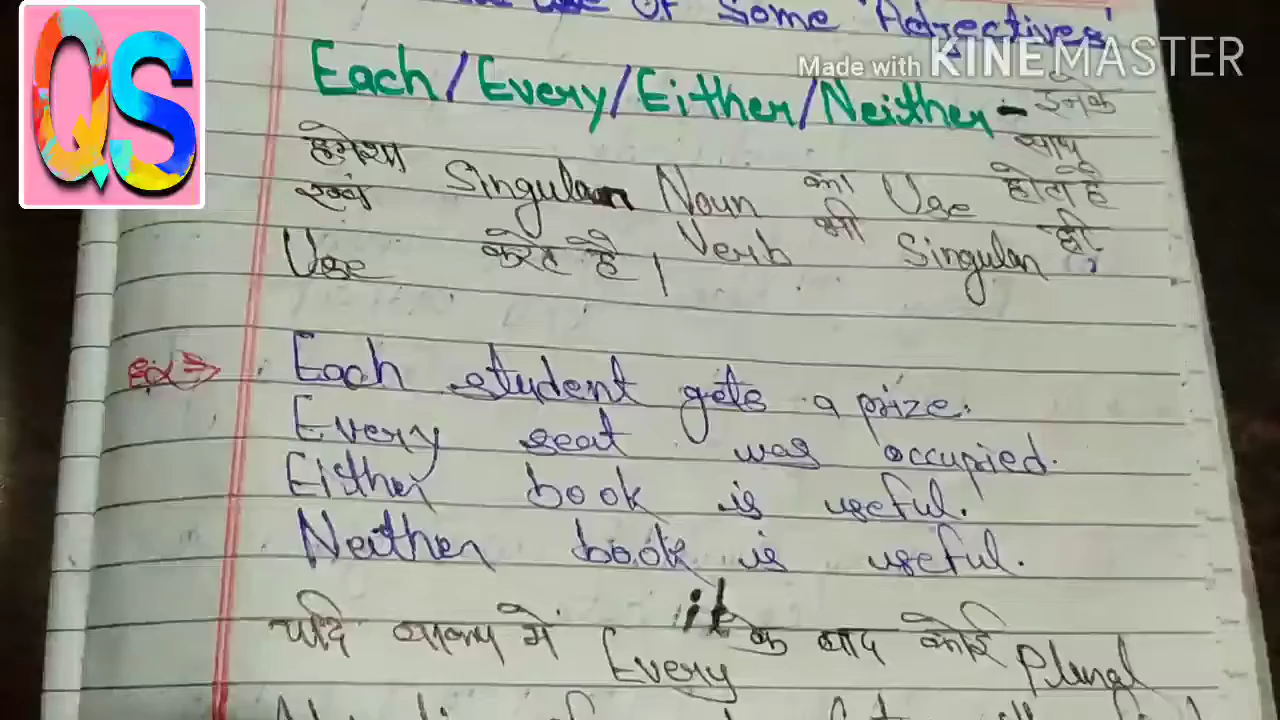 QS
Use of Some 'Adjectives'
Made with KINEMASTER
Each/Every/Either/Neither - इनके
साथ
हमेशा Singular Noun का Use होता है
एवं Verb भी Singular ही
Use करते है।
Ex ⇒ Each student gets a prize.
Every seat was occupied.
Either book is useful.
Neither book is useful.
यदि वाक्य में Every के बाद कोई Plural